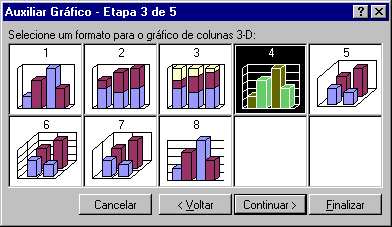 Auxiliar Gráfico - Etapa 3 de 5
Selecione um formato para o gráfico de colunas 3-D:
1 2 3 4 5
6 7 8
Cancelar < Voltar Continuar > Finalizar